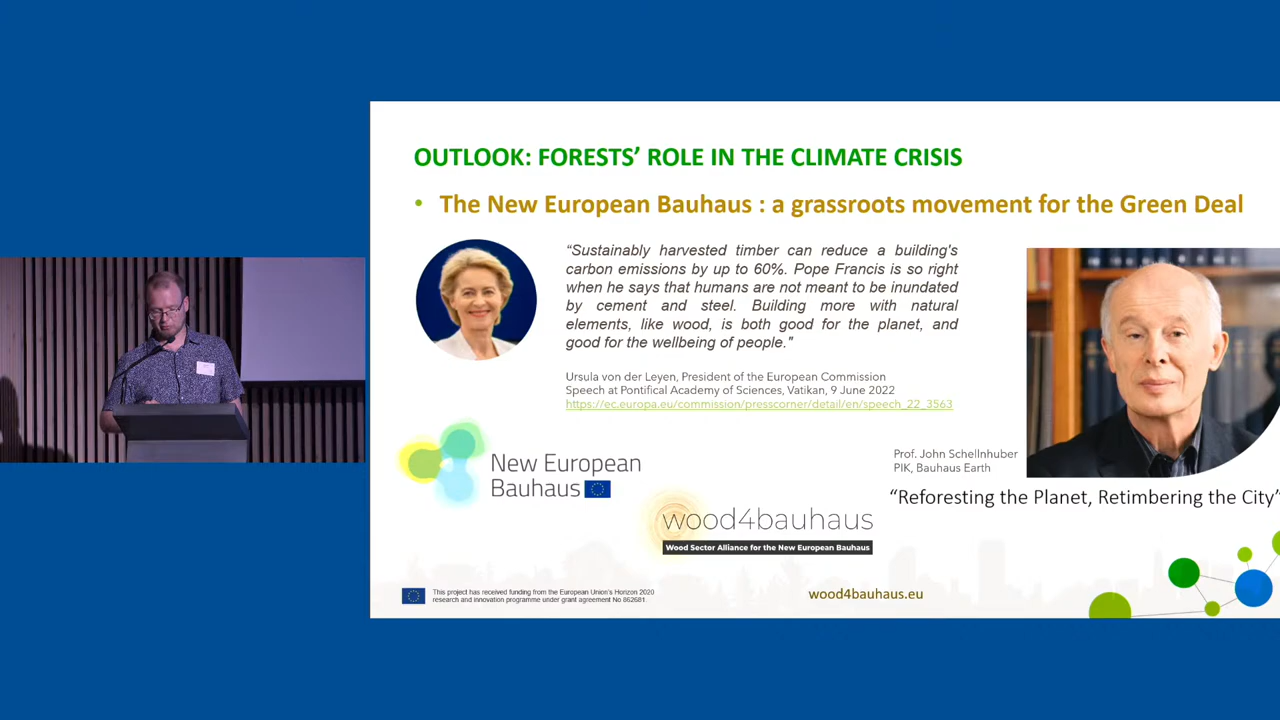 OUTLOOK: FORESTS’ ROLE IN THE CLIMATE CRISIS
• The New European Bauhaus : a grassroots movement for the Green Deal
“Sustainably harvested timber can reduce a building's
carbon emissions by up to 60%. Pope Francis is so right
when he says that humans are not meant to be inundated
by cement and steel. Building more with natural
elements, like wood, is both good for the planet, and
good for the wellbeing of people."
Ursula von der Leyen, President of the European Commission
Speech at Pontifical Academy of Sciences, Vatikan, 9 June 2022
https://ec.europa.eu/commission/presscorner/detail/en/speech_22_3563
Prof. John Schellnhuber
PIK, Bauhaus Earth
“Reforesting the Planet, Retimbering the City”
New European
Bauhaus
wood4bauhaus
Wood Sector Alliance for the New European Bauhaus
This project has received funding from the European Union's Horizon 2020
research and innovation programme under grant agreement No 862681.
wood4bauhaus.eu